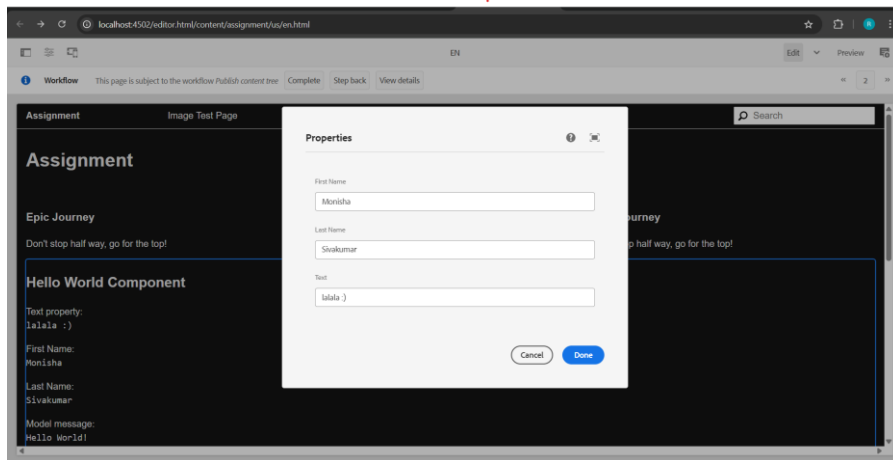 localhost:4502/editor.html/content/assignment/us/en.html
EN
Edit Preview
Workflow This page is subject to the workflow Publish content tree Complete Step back View details
« 2 »
Assignment Image Test Page
Search
Assignment
Epic Journey
Don't stop half way, go for the top!
urney
p half way, go for the top!
Hello World Component
Text property:
lalala :)
First Name:
Monisha
Last Name:
Sivakumar
Model message:
Hello World!
Properties
First Name
Monisha
Last Name
Sivakumar
Text
lalala :)
Cancel Done